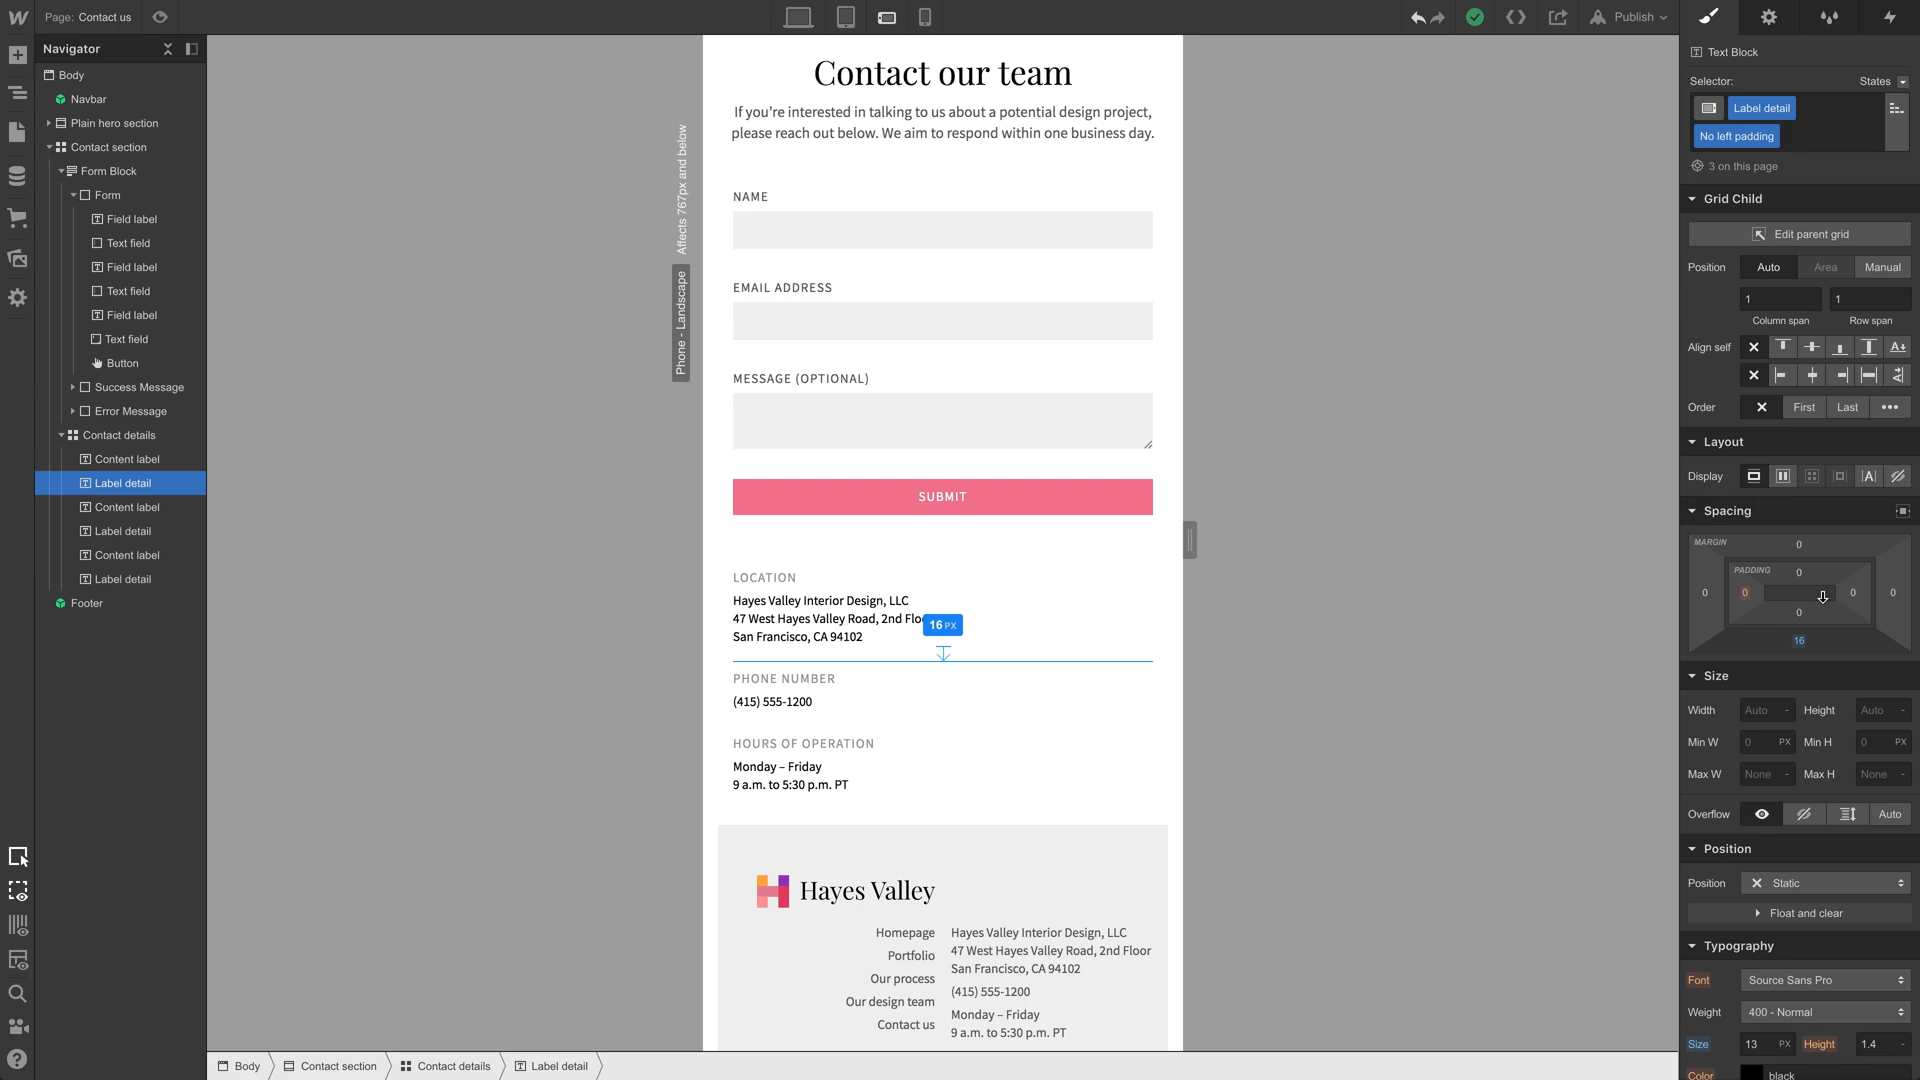 Page: Contact us
Publish
Navigator
Body
Navbar
Plain hero section
Contact section
Form Block
Form
Field label
Text field
Field label
Text field
Field label
Text field
Button
Success Message
Error Message
Contact details
Content label
Label detail
Content label
Label detail
Content label
Label detail
Footer
Affects 767px and below
Phone - Landscape
Contact our team
If you’re interested in talking to us about a potential design project,
please reach out below. We aim to respond within one business day.
NAME
EMAIL ADDRESS
MESSAGE (OPTIONAL)
SUBMIT
LOCATION
Hayes Valley Interior Design, LLC
47 West Hayes Valley Road, 2nd Flo
16 PX
San Francisco, CA 94102
PHONE NUMBER
(415) 555-1200
HOURS OF OPERATION
Monday – Friday
9 a.m. to 5:30 p.m. PT
Hayes Valley
Homepage
Portfolio
Our process
Our design team
Contact us
Hayes Valley Interior Design, LLC
47 West Hayes Valley Road, 2nd Floor
San Francisco, CA 94102
(415) 555-1200
Monday – Friday
9 a.m. to 5:30 p.m. PT
Body
Contact section
Contact details
Label detail
Text Block
Selector:
States
Label detail
No left padding
3 on this page
Grid Child
Edit parent grid
Position
Auto
Area
Manual
1
1
Column span
Row span
Align self
Order
First
Last
Layout
Display
Spacing
MARGIN
0
PADDING
0
0
0
0
0
0
16
Size
Width Auto -
Height Auto -
Min W 0 PX
Min H 0 PX
Max W None -
Max H None -
Overflow
Auto
Position
Position
Static
Float and clear
Typography
Font
Source Sans Pro
Weight
400 - Normal
Size 13 PX
Height 1.4 -
Color
black